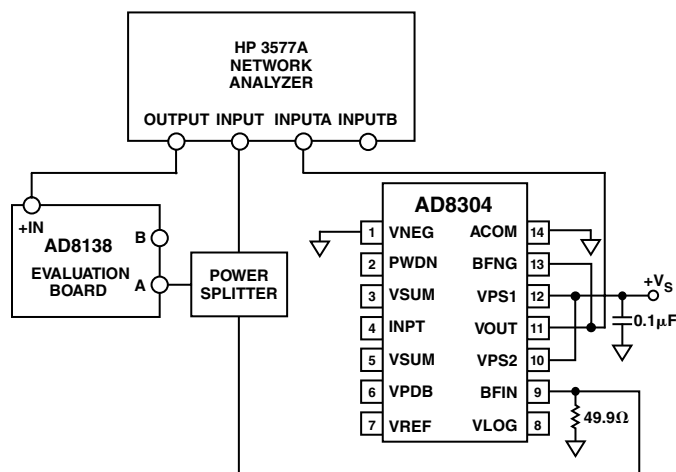 HP 3577A
NETWORK
ANALYZER
OUTPUT INPUT INPUTA INPUTB
+IN
AD8138
EVALUATION
BOARD
B
A
POWER
SPLITTER
AD8304
1 VNEG ACOM 14
2 PWDN BFNG 13
3 VSUM VPS1 12
4 INPT VOUT 11
5 VSUM VPS2 10
6 VPDB BFIN 9
7 VREF VLOG 8
+VS
0.1µF
49.9Ω